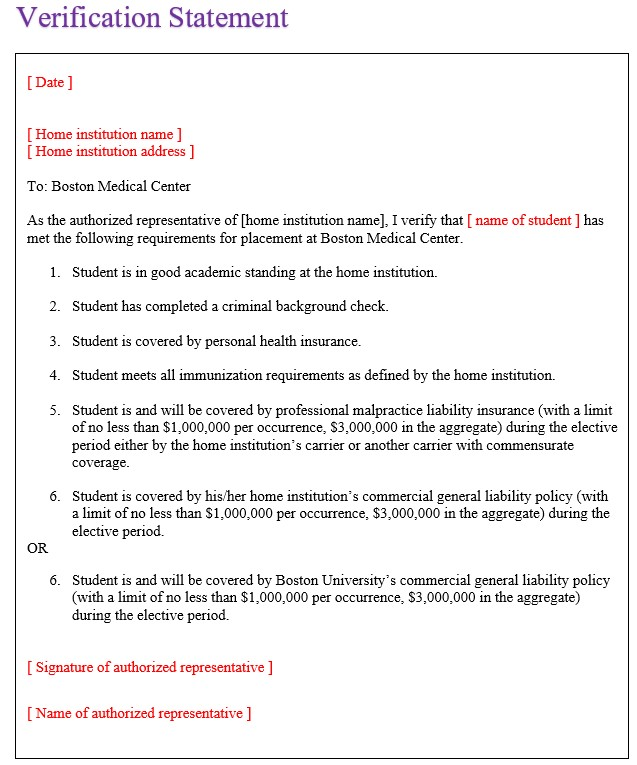 Verification Statement
[ Date ]
[ Home institution name ]
[ Home institution address ]
To: Boston Medical Center
As the authorized representative of [home institution name], I verify that [ name of student ] has
met the following requirements for placement at Boston Medical Center.
1. Student is in good academic standing at the home institution.
2. Student has completed a criminal background check.
3. Student is covered by personal health insurance.
4. Student meets all immunization requirements as defined by the home institution.
5. Student is and will be covered by professional malpractice liability insurance (with a limit
of no less than $1,000,000 per occurrence, $3,000,000 in the aggregate) during the elective
period either by the home institution's carrier or another carrier with commensurate
coverage.
6. Student is covered by his/her home institution's commercial general liability policy (with
a limit of no less than $1,000,000 per occurrence, $3,000,000 in the aggregate) during the
elective period.
OR
6. Student is and will be covered by Boston University's commercial general liability policy
(with a limit of no less than $1,000,000 per occurrence, $3,000,000 in the aggregate)
during the elective period.
[ Signature of authorized representative ]
[ Name of authorized representative ]